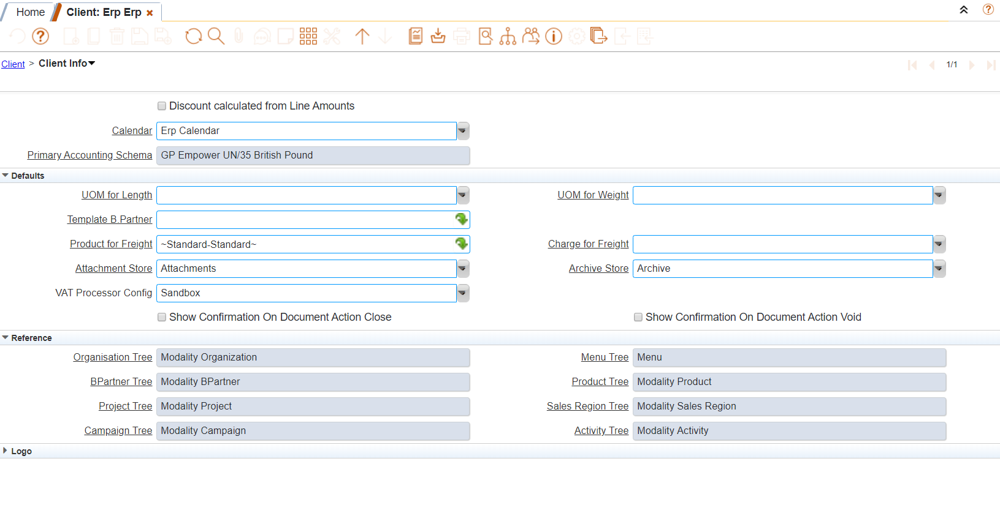 Home
Client: Erp Erp ×
Client > Client Info
1/1
Discount calculated from Line Amounts
Calendar Erp Calendar
Primary Accounting Schema GP Empower UN/35 British Pound
Defaults
UOM for Length UOM for Weight
Template B.Partner
Product for Freight ~Standard-Standard~ Charge for Freight
Attachment Store Attachments Archive Store Archive
VAT Processor Config Sandbox
Show Confirmation On Document Action Close Show Confirmation On Document Action Void
Reference
Organisation Tree Modality Organization Menu Tree Menu
BPartner Tree Modality BPartner Product Tree Modality Product
Project Tree Modality Project Sales Region Tree Modality Sales Region
Campaign Tree Modality Campaign Activity Tree Modality Activity
Logo